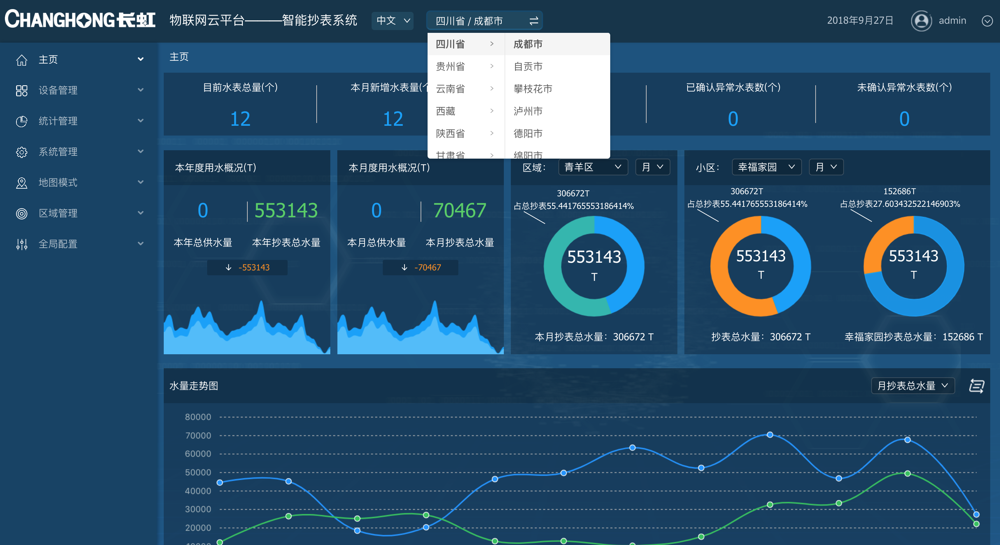 CHANGHONG长虹
物联网云平台———智能抄表系统
中文
四川省 / 成都市
2018年9月27日
admin
四川省
贵州省
云南省
西藏
陕西省
甘肃省
成都市
自贡市
攀枝花市
泸州市
德阳市
绵阳市
主页
设备管理
统计管理
系统管理
地图模式
区域管理
全局配置
主页
目前水表总量(个)
12
本月新增水表量(个
12
已确认异常水表数(个)
0
未确认异常水表数(个)
0
本年度用水概况(T)
0
553143
本年总供水量
本年抄表总水量
-553143
本月度用水概况(T)
0
70467
本月总供水量
本月抄表总水量
-70467
区域：
青羊区
月
306672T
占总抄表55.441765553186414%
553143
T
本月抄表总水量：306672 T
小区：
幸福家园
月
306672T
占总抄表55.441765553186414%
553143
T
抄表总水量：306672 T
152686T
占总抄表27.603432522146903%
553143
T
幸福家园抄表总水量：152686 T
水量走势图
月抄表总水量
80000
70000
60000
50000
40000
30000
20000